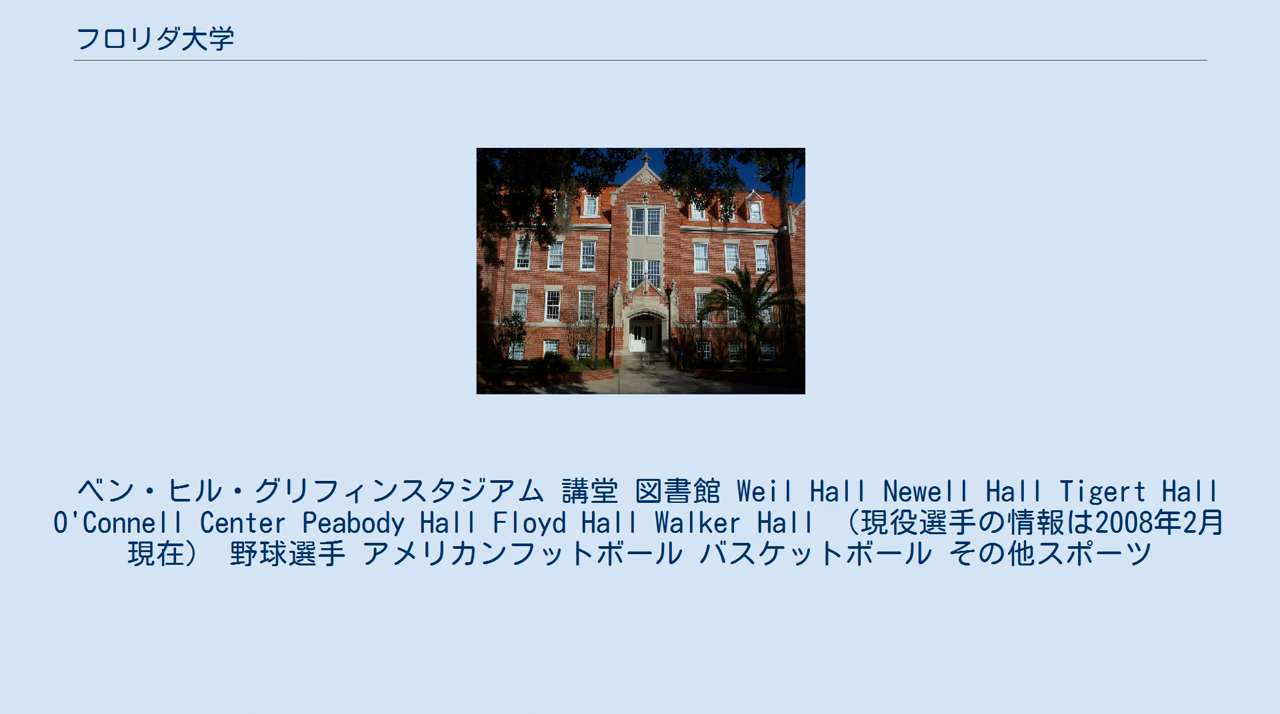 フロリダ大学
ベン・ヒル・グリフィンスタジアム 講堂 図書館 Weil Hall Newell Hall Tigert Hall
O'Connell Center Peabody Hall Floyd Hall Walker Hall （現役選手の情報は2008年2月
現在） 野球選手 アメリカンフットボール バスケットボール その他スポーツ